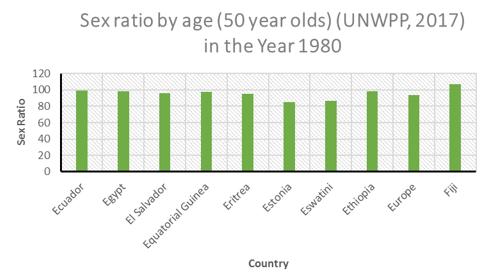 Sex ratio by age (50 year olds) (UNWPP, 2017)
in the Year 1980
120
100
80
60
40
20
0
Sex Ratio
Ecuador
Egypt
El Salvador
Equatorial Guinea
Eritrea
Estonia
Eswatini
Ethiopia
Europe
Fiji
Country